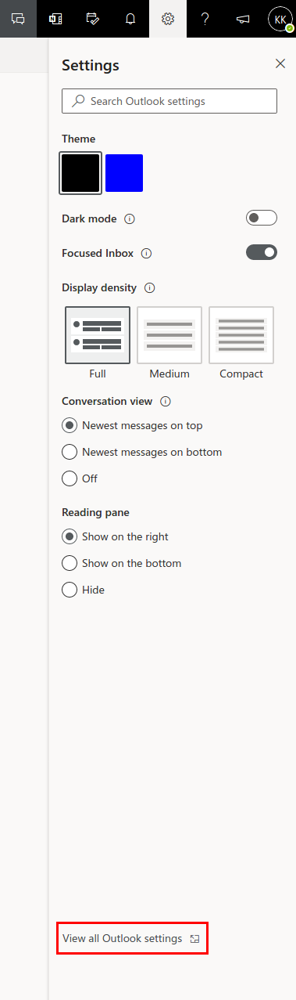 KK
Settings
Search Outlook settings
Theme
Dark mode
Focused Inbox
Display density
Full Medium Compact
Conversation view
Newest messages on top
Newest messages on bottom
Off
Reading pane
Show on the right
Show on the bottom
Hide
View all Outlook settings